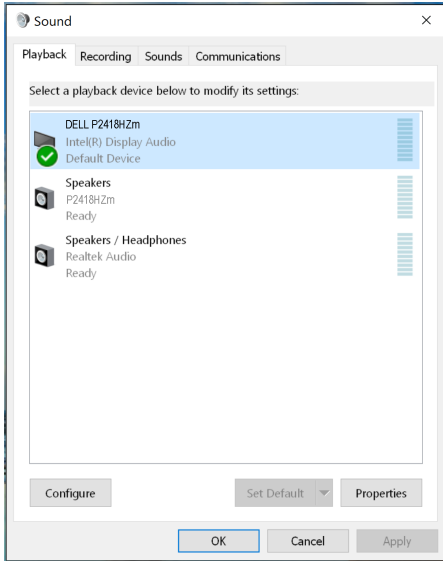 Sound
Playback Recording Sounds Communications
Select a playback device below to modify its settings:
DELL P2418HZm
Intel(R) Display Audio
Default Device
Speakers
P2418HZm
Ready
Speakers / Headphones
Realtek Audio
Ready
Configure Set Default Properties
OK Cancel Apply